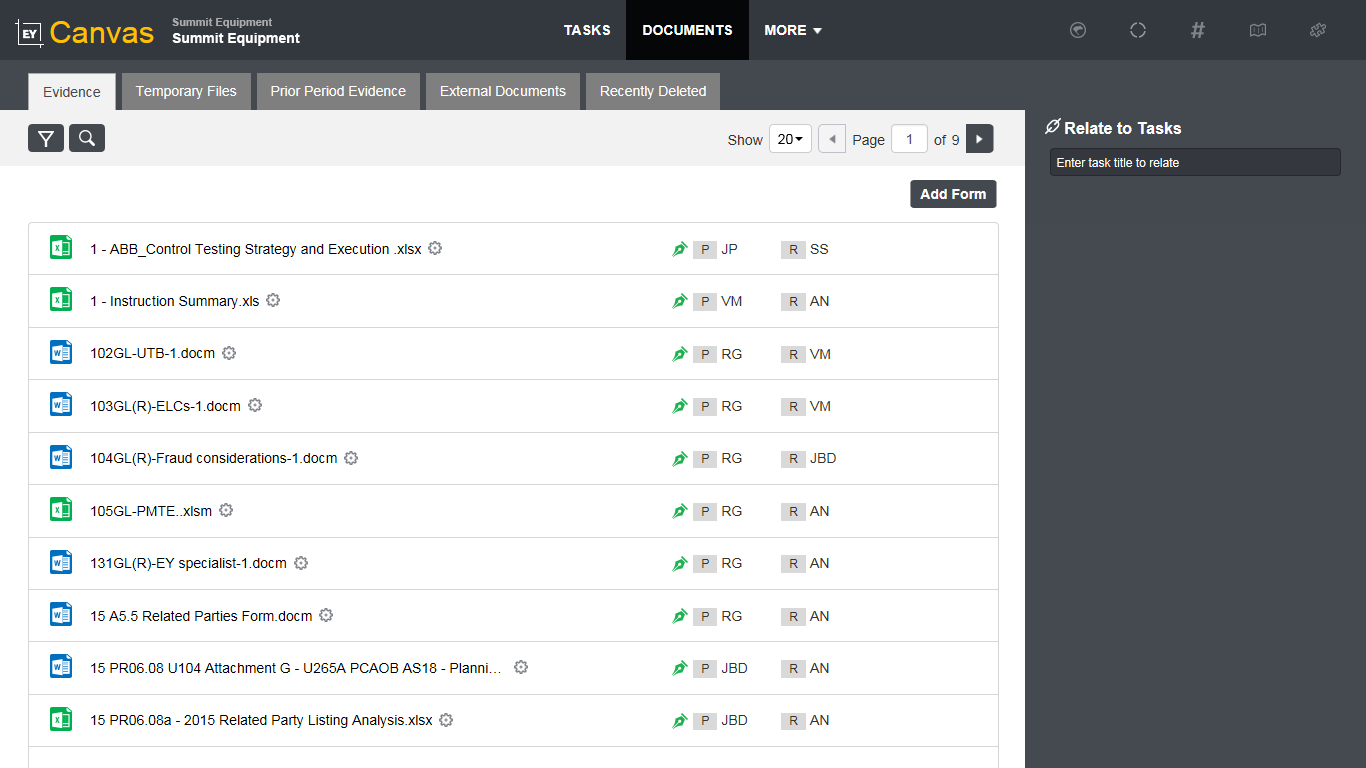 EY Canvas
Summit Equipment
Summit Equipment
TASKS DOCUMENTS MORE
#
Evidence Temporary Files Prior Period Evidence External Documents Recently Deleted
Show 20 Page 1 of 9
Relate to Tasks
Enter task title to relate
Add Form
1 - ABB_Control Testing Strategy and Execution .xlsx P JP R SS
1 - Instruction Summary.xls P VM R AN
102GL-UTB-1.docm P RG R VM
103GL(R)-ELCs-1.docm P RG R VM
104GL(R)-Fraud considerations-1.docm P RG R JBD
105GL-PMTE..xlsm P RG R AN
131GL(R)-EY specialist-1.docm P RG R AN
15 A5.5 Related Parties Form.docm P RG R AN
15 PR06.08 U104 Attachment G - U265A PCAOB AS18 - Planni... P JBD R AN
15 PR06.08a - 2015 Related Party Listing Analysis.xlsx P JBD R AN